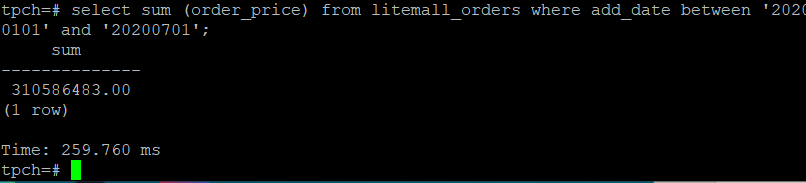 tpch=# select sum (order_price) from litemall_orders where add_date between '202
0101' and '20200701';
     sum
--------------
 310586483.00
(1 row)

Time: 259.760 ms
tpch=#